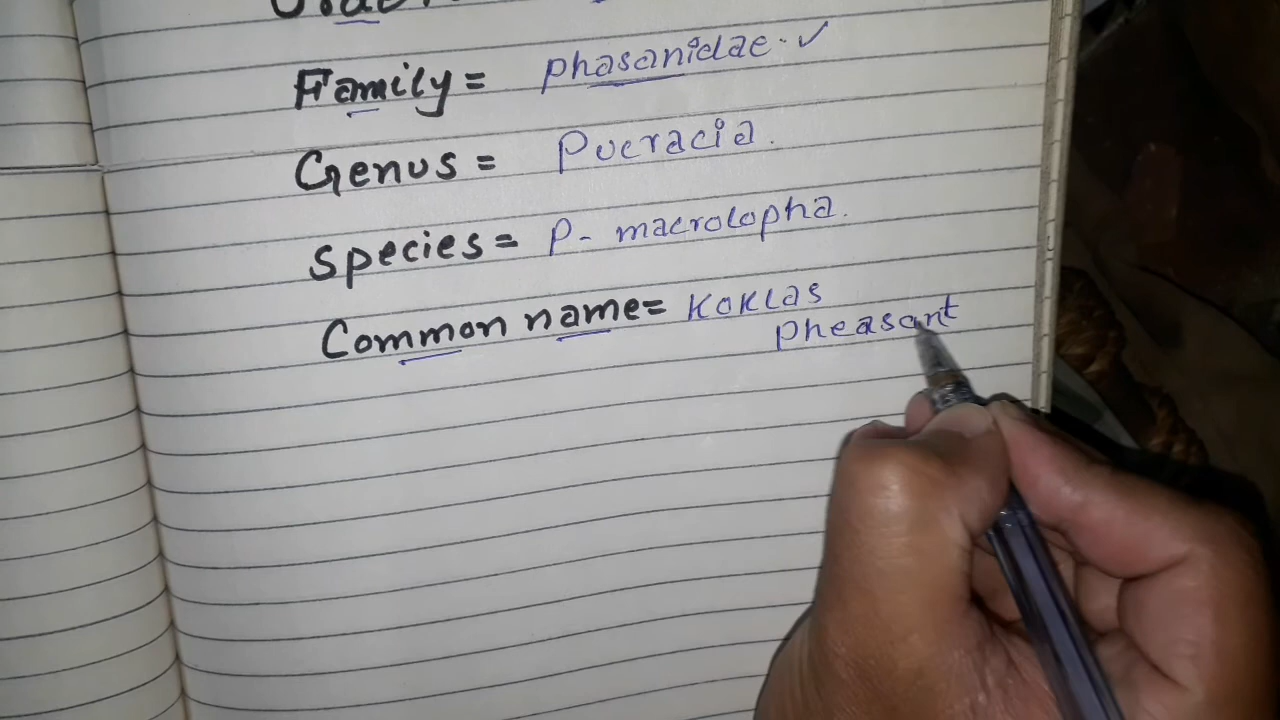 Family = phasanidae. ✓
Genus = Pucracia.
Species = P- macrolopha.
Common name = Koklas
pheasant